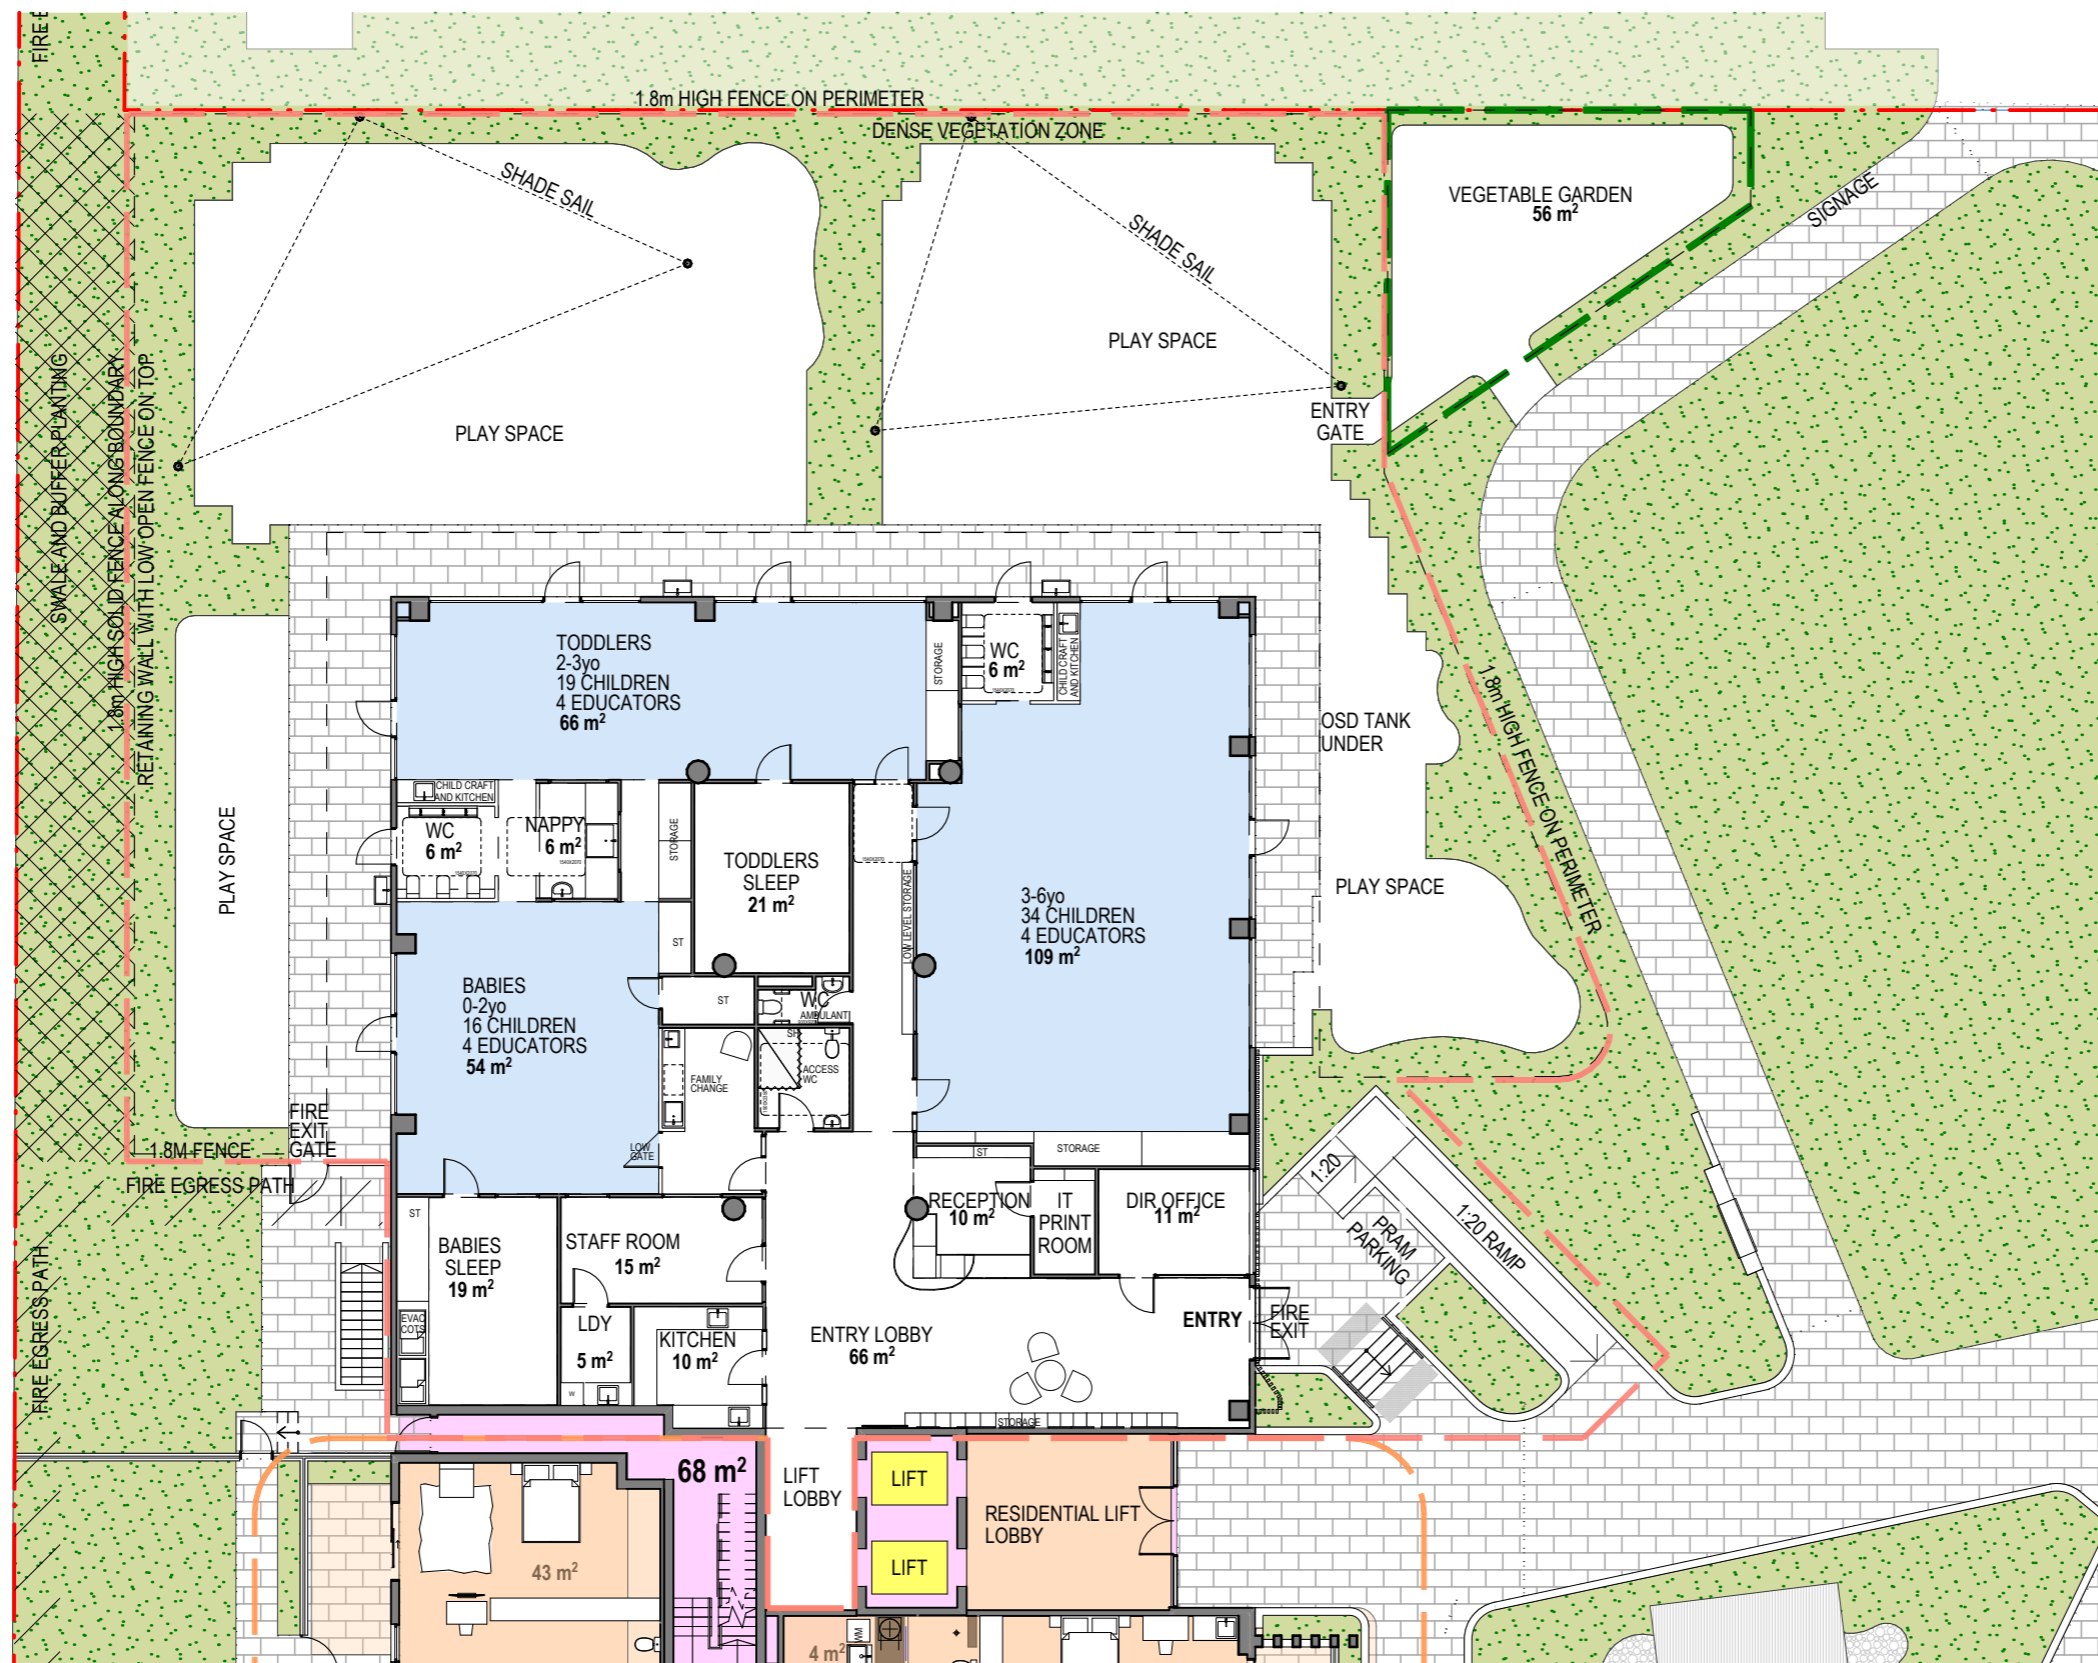 FIRE E
1.8m HIGH FENCE ON PERIMETER
DENSE VEGETATION ZONE
SHADE SAIL
SHADE SAIL
VEGETABLE GARDEN
56 m²
SIGNAGE
PLAY SPACE
PLAY SPACE
ENTRY
GATE
SWALE AND BUFFER PLANTING
1.8m HIGH SOLID FENCE ALONG BOUNDARY
RETAINING WALL WITH LOW OPEN FENCE ON TOP
TODDLERS
2-3yo
19 CHILDREN
4 EDUCATORS
66 m²
STORAGE
WC
6 m²
CHILD CRAFT
AND KITCHEN
1.8m HIGH FENCE ON PERIMETER
OSD TANK
UNDER
CHILD CRAFT
AND KITCHEN
WC
6 m²
NAPPY
6 m²
STORAGE
TODDLERS
SLEEP
21 m²
LOW LEVEL STORAGE
PLAY SPACE
PLAY SPACE
3-6yo
34 CHILDREN
4 EDUCATORS
109 m²
ST
BABIES
0-2yo
16 CHILDREN
4 EDUCATORS
54 m²
ST
WC
AMBULANT
SH
ACCESS
WC
FAMILY
CHANGE
LOW
GATE
FIRE
EXIT
GATE
1.8M FENCE
FIRE EGRESS PATH
FIRE EGRESS PATH
ST
STORAGE
RECEPTION
10 m²
IT
PRINT
ROOM
DIR OFFICE
11 m²
1:20
1:20 RAMP
PRAM
PARKING
ST
BABIES
SLEEP
19 m²
EVAC
COTS
STAFF ROOM
15 m²
LDY
5 m²
W
KITCHEN
10 m²
ENTRY LOBBY
66 m²
ENTRY
FIRE
EXIT
STORAGE
68 m²
LIFT
LOBBY
LIFT
LIFT
RESIDENTIAL LIFT
LOBBY
43 m²
4 m²
WM